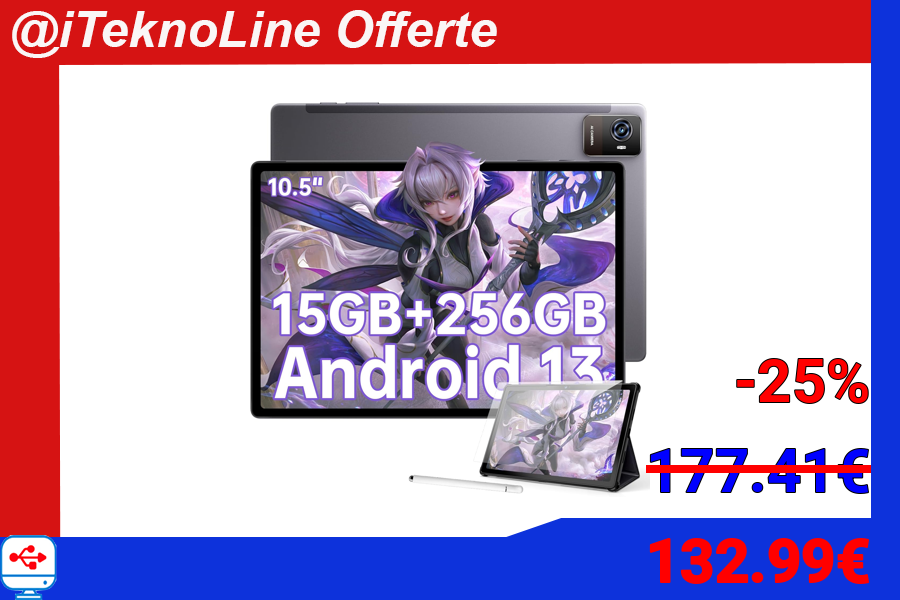 @iTeknoLine Offerte
10.5"
15GB+256GB
Android 13
-25%
177.41€
132.99€